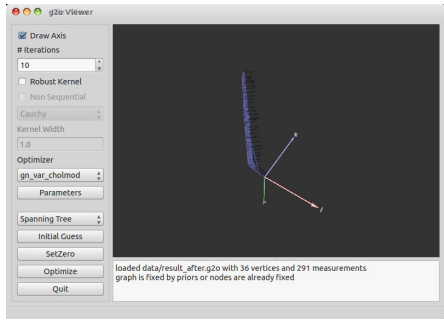 g2o Viewer
Draw Axis
# Iterations
10
Robust Kernel
Non Sequential
Cauchy
Kernel Width
1.0
Optimizer
gn_var_cholmod
Parameters
Spanning Tree
Initial Guess
SetZero
Optimize
Quit
loaded data/result_after.g2o with 36 vertices and 291 measurements
graph is fixed by priors or nodes are already fixed